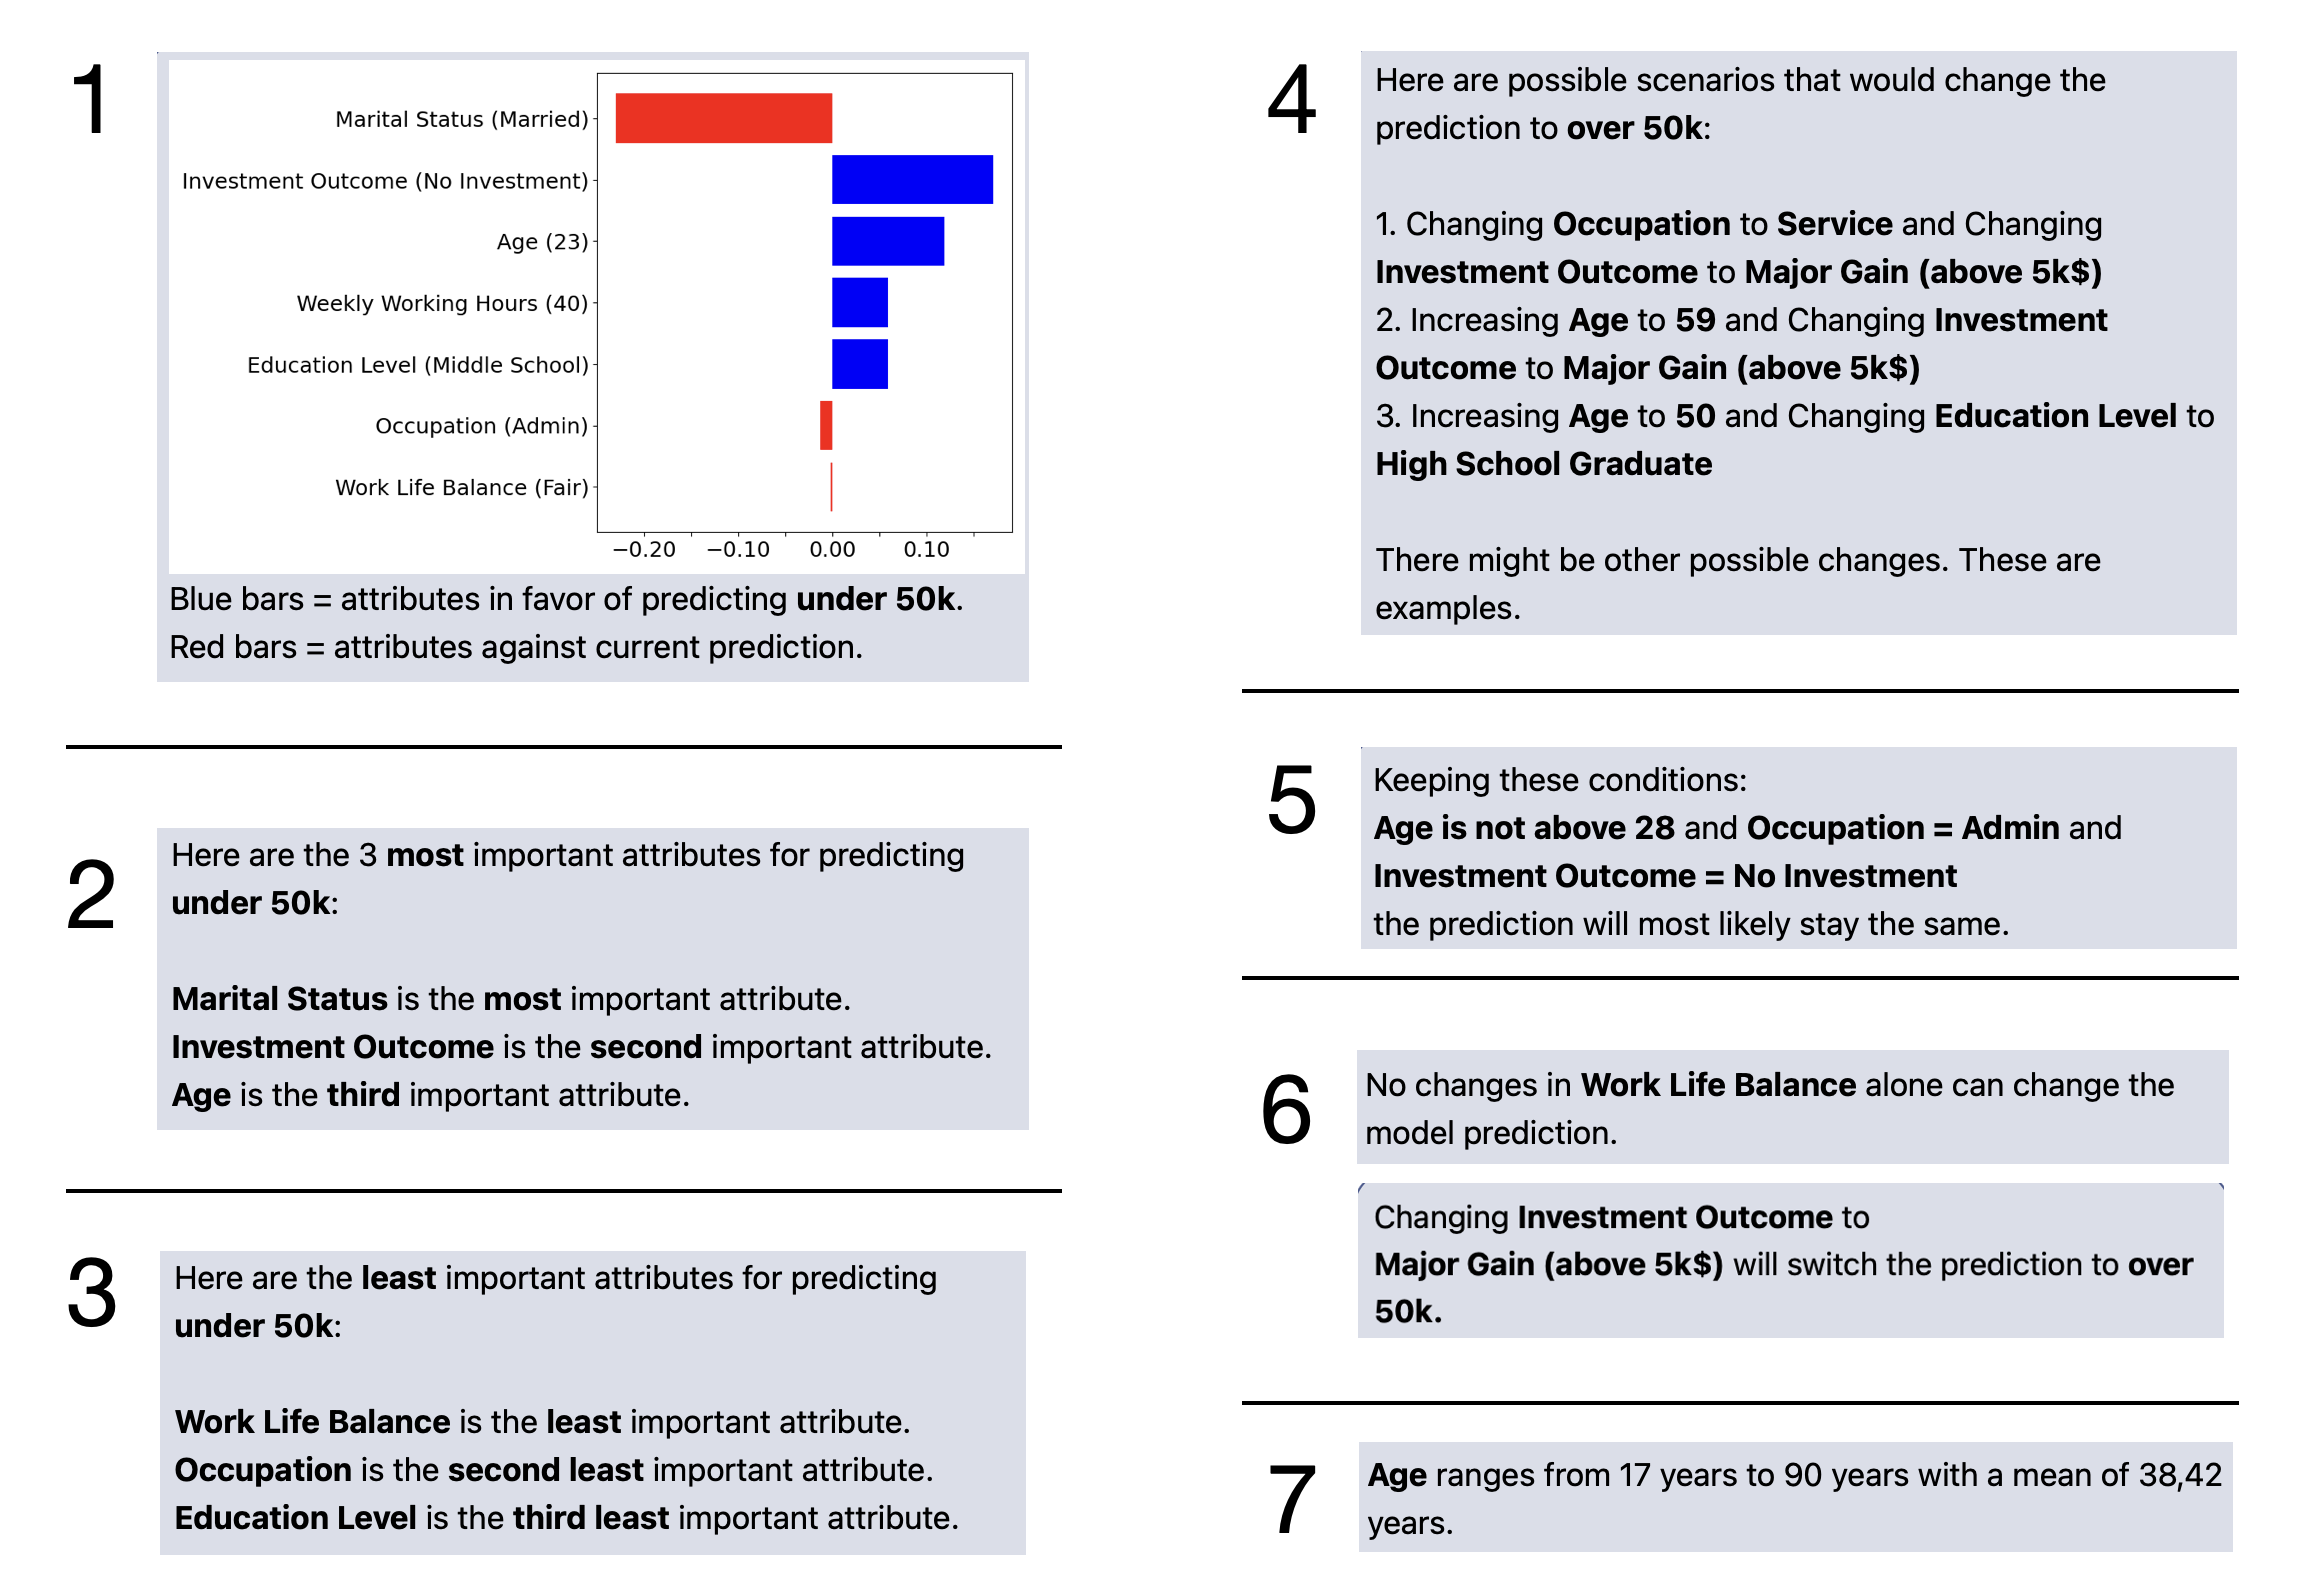 1
Marital Status (Married)
Investment Outcome (No Investment)
Age (23)
Weekly Working Hours (40)
Education Level (Middle School)
Occupation (Admin)
Work Life Balance (Fair)
−0.20 −0.10 0.00 0.10
Blue bars = attributes in favor of predicting under 50k.
Red bars = attributes against current prediction.
2
Here are the 3 most important attributes for predicting
under 50k:
Marital Status is the most important attribute.
Investment Outcome is the second important attribute.
Age is the third important attribute.
3
Here are the least important attributes for predicting
under 50k:
Work Life Balance is the least important attribute.
Occupation is the second least important attribute.
Education Level is the third least important attribute.
4
Here are possible scenarios that would change the
prediction to over 50k:
1. Changing Occupation to Service and Changing
Investment Outcome to Major Gain (above 5k$)
2. Increasing Age to 59 and Changing Investment
Outcome to Major Gain (above 5k$)
3. Increasing Age to 50 and Changing Education Level to
High School Graduate
There might be other possible changes. These are
examples.
5
Keeping these conditions:
Age is not above 28 and Occupation = Admin and
Investment Outcome = No Investment
the prediction will most likely stay the same.
6
No changes in Work Life Balance alone can change the
model prediction.
Changing Investment Outcome to
Major Gain (above 5k$) will switch the prediction to over
50k.
7
Age ranges from 17 years to 90 years with a mean of 38,42
years.